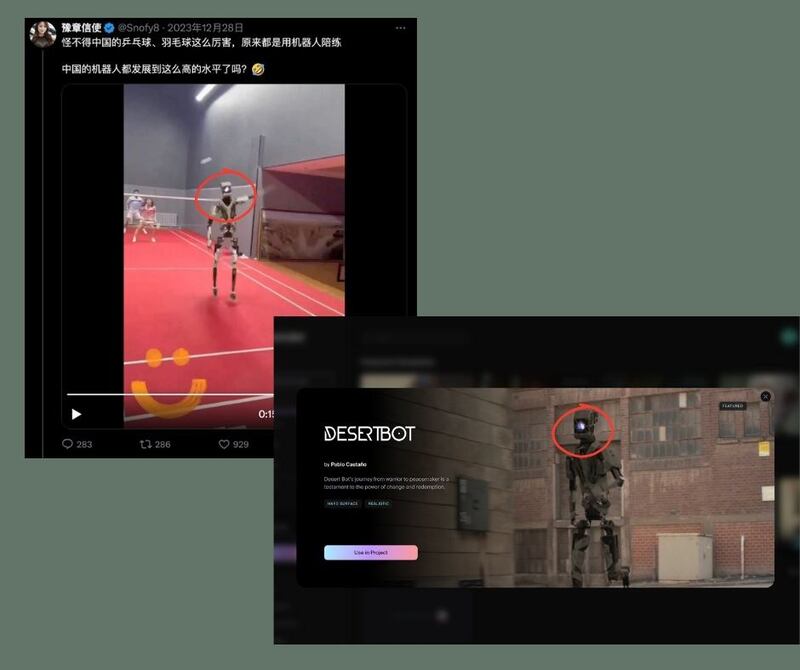 豫章信使 @Snofy8 · 2023年12月28日
怪不得中国的乒乓球、羽毛球这么厉害，原来都是用机器人陪练
中国的机器人都发展到这么高的水平了吗？🤣
0:15
283 286 929
FEATURED
DESERTBOT
by Pablo Castaño
Desert Bot's journey from warrior to peacemaker is a
testament to the power of change and redemption.
HARD SURFACE REALISTIC
Use in Project